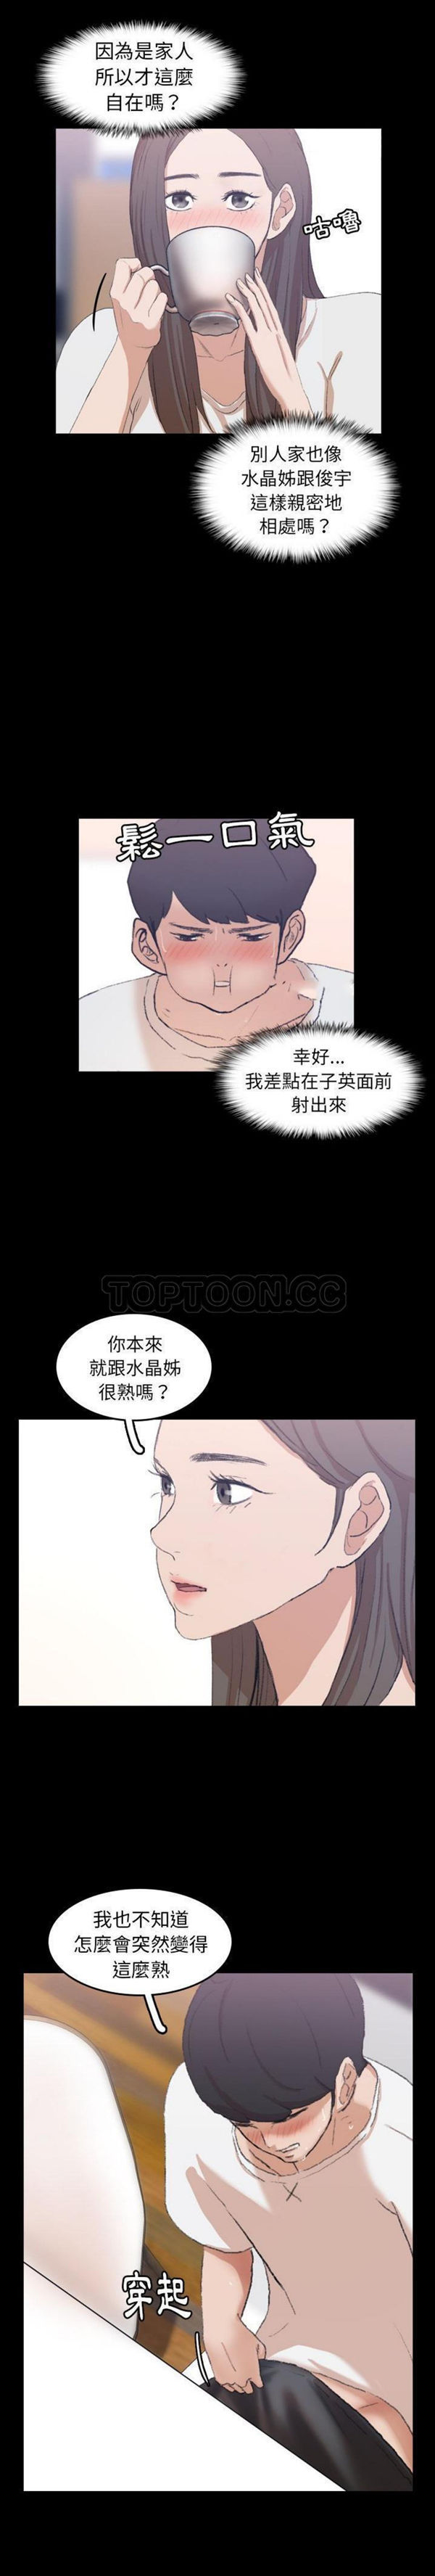 因為是家人
所以才這麼
自在嗎？
咕嚕
別人家也像
水晶姊跟俊宇
這樣親密地
相處嗎？
鬆一口氣
幸好...
我差點在子英面前
射出來
TOPTOON.CC
你本來
就跟水晶姊
很熟嗎？
我也不知道
怎麼會突然變得
這麼熟
穿起